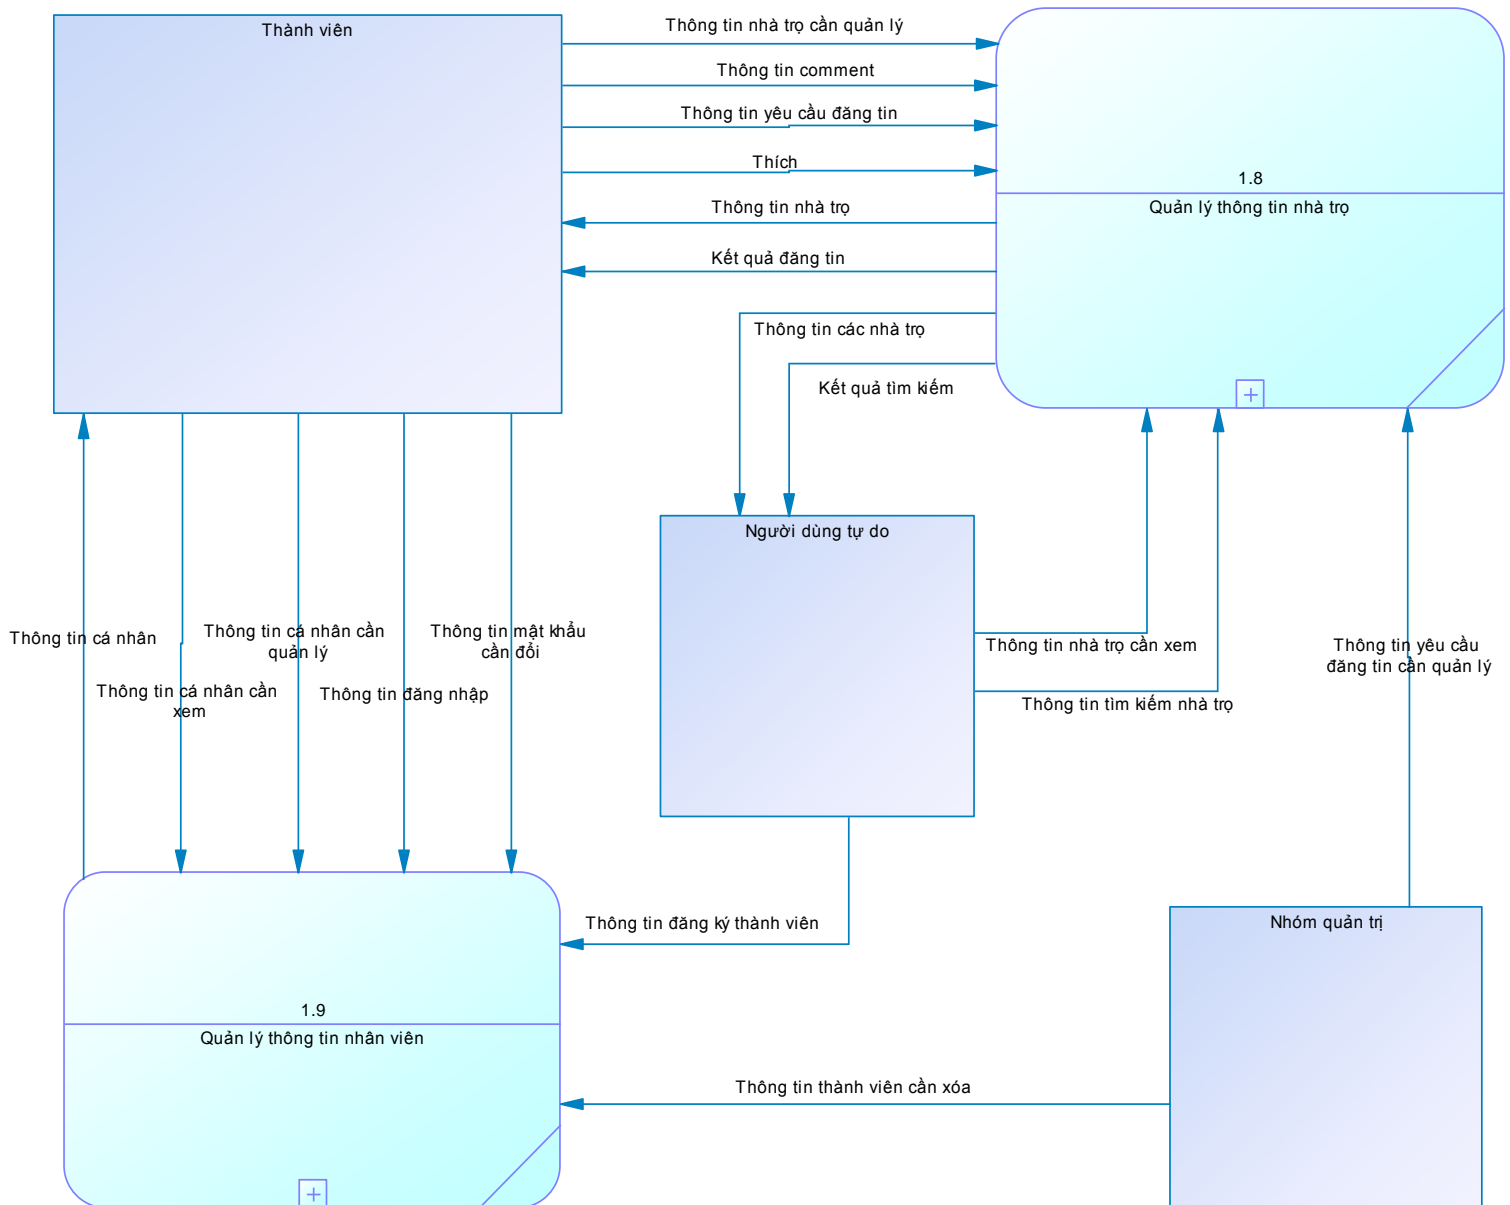 Thành viên
Thông tin nhà trọ cần quản lý
Thông tin comment
Thông tin yêu cầu đăng tin
Thích
1.8
Thông tin nhà trọ
Quản lý thông tin nhà trọ
Kết quả đăng tin
Thông tin các nhà trọ
Kết quả tìm kiếm
Người dùng tự do
Thông tin cá nhân
Thông tin cá nhân cần
quản lý
Thông tin mật khẩu
cần đổi
Thông tin nhà trọ cần xem
Thông tin yêu cầu
đăng tin cần quản lý
Thông tin cá nhân cần
xem
Thông tin đăng nhập
Thông tin tìm kiếm nhà trọ
Thông tin đăng ký thành viên
Nhóm quản trị
1.9
Quản lý thông tin nhân viên
Thông tin thành viên cần xóa